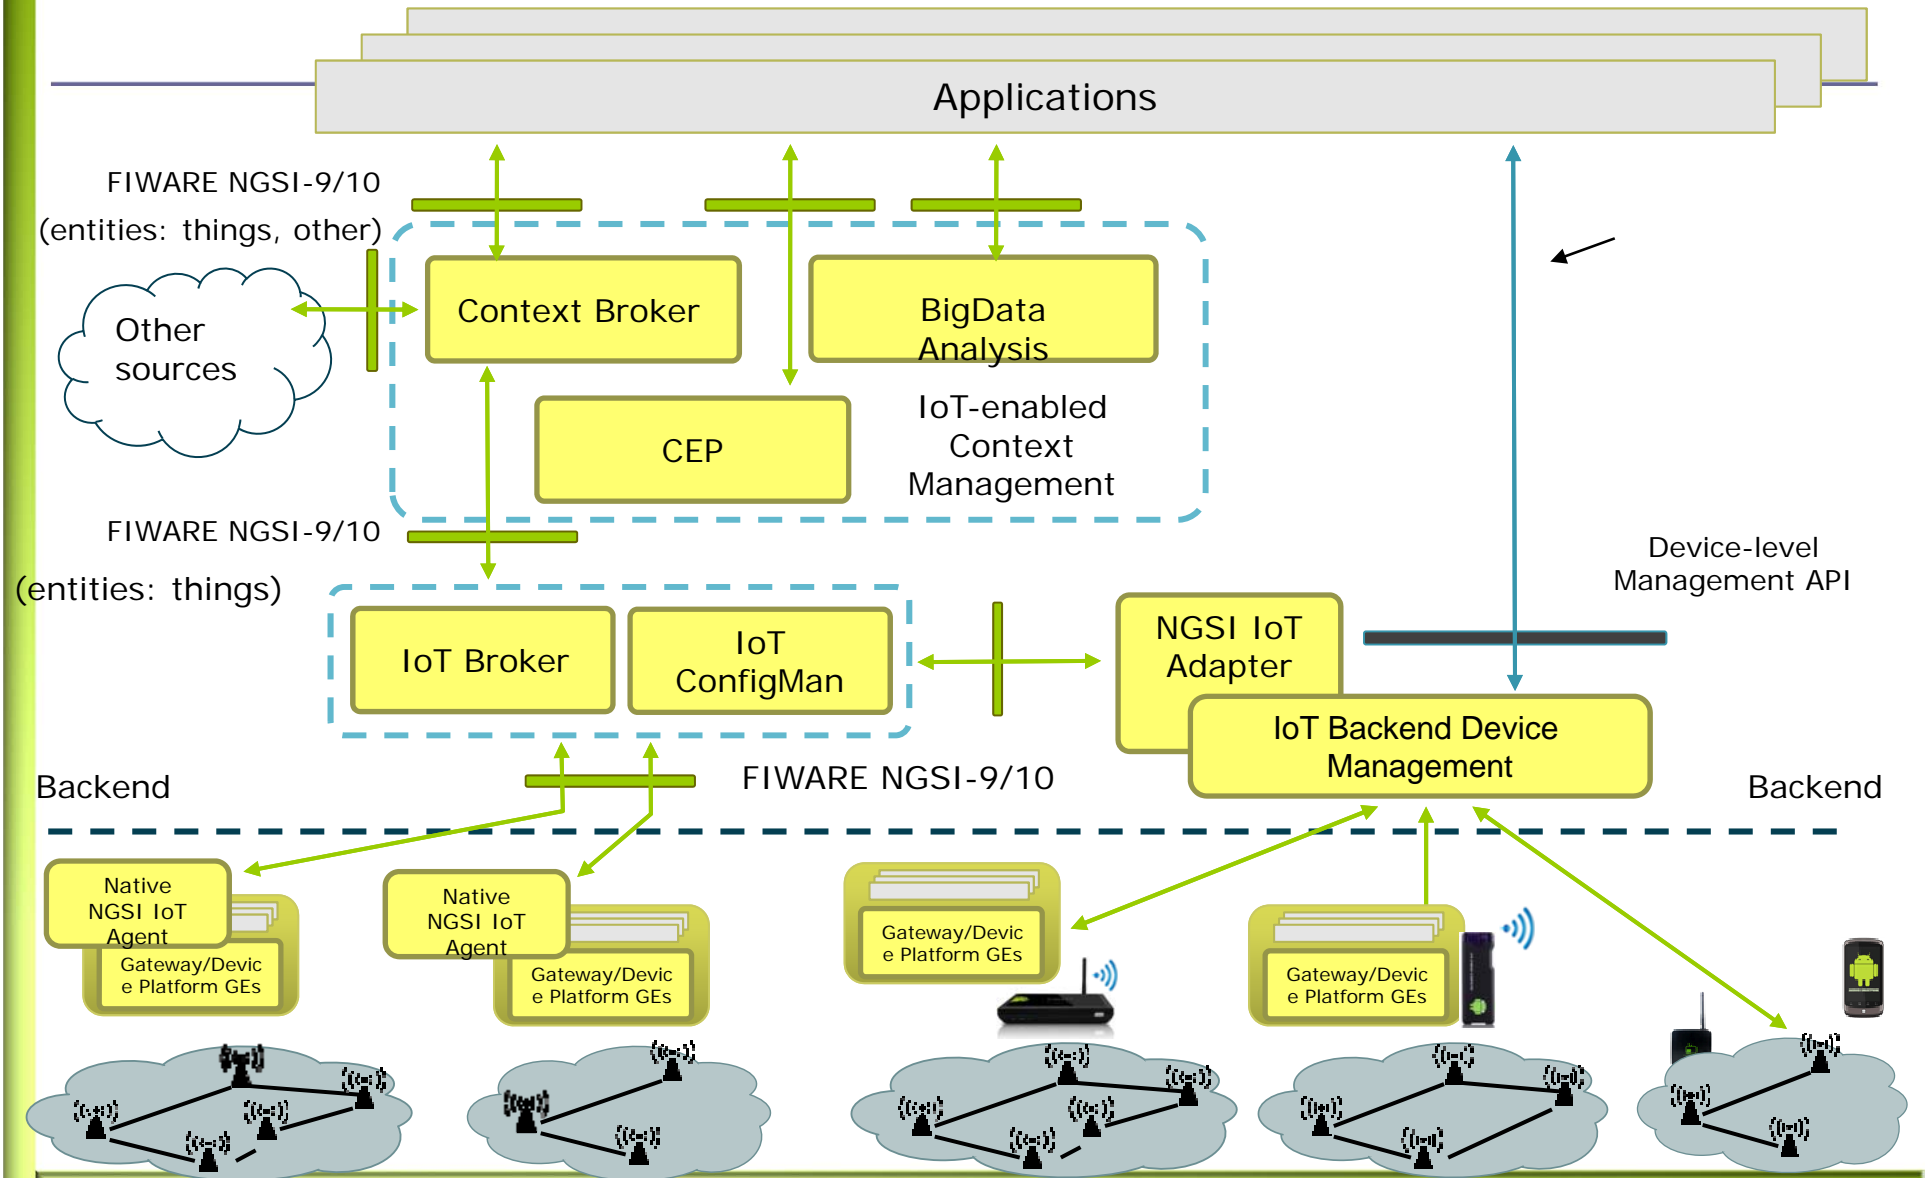 Applications
FIWARE NGSI-9/10
(entities: things, other)
Other
sources
Context Broker
BigData
Analysis
CEP
IoT-enabled
Context
Management
FIWARE NGSI-9/10
(entities: things)
Device-level
Management API
IoT Broker
IoT
ConfigMan
NGSI IoT
Adapter
IoT Backend Device
Management
Backend
FIWARE NGSI-9/10
Backend
Native
NGSI IoT
Agent
Gateway/Devic
e Platform GEs
Native
NGSI IoT
Agent
Gateway/Devic
e Platform GEs
Gateway/Devic
e Platform GEs
Gateway/Devic
e Platform GEs